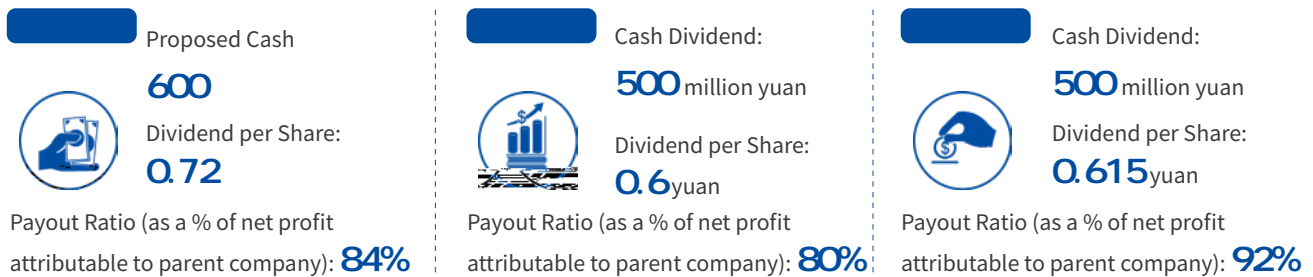 Proposed Cash
600
Dividend per Share:
0.72
Payout Ratio (as a % of net profit
attributable to parent company): 84%
Cash Dividend:
500 million yuan
Dividend per Share:
0.6 yuan
Payout Ratio (as a % of net profit
attributable to parent company): 80%
Cash Dividend:
500 million yuan
Dividend per Share:
0.615 yuan
Payout Ratio (as a % of net profit
attributable to parent company): 92%